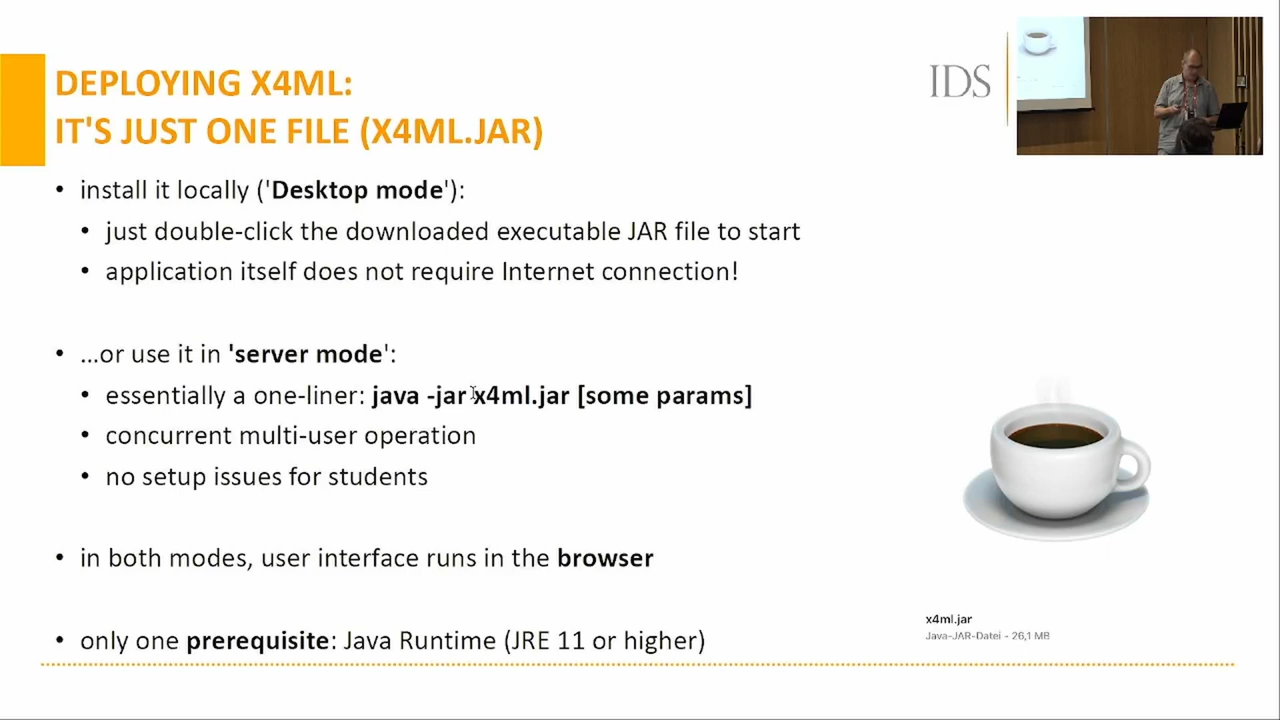 DEPLOYING X4ML:
IT'S JUST ONE FILE (X4ML.JAR)
IDS
• install it locally ('Desktop mode'):
• just double-click the downloaded executable JAR file to start
• application itself does not require Internet connection!
• ...or use it in 'server mode':
• essentially a one-liner: java -jar x4ml.jar [some params]
• concurrent multi-user operation
• no setup issues for students
• in both modes, user interface runs in the browser
• only one prerequisite: Java Runtime (JRE 11 or higher)
x4ml.jar
Java-JAR-Datei - 26,1 MB